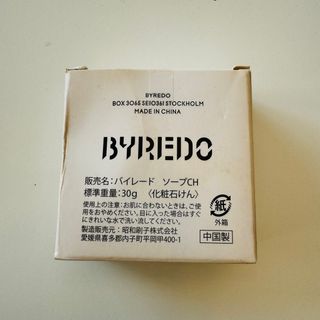 BYREDO
BOX 3065 SE10361 STOCKHOLM
MADE IN CHINA
BYREDO
販売名：バイレード　ソープCH
標準重量：30g　〈化粧石けん〉
使用上の注意：お肌に合わないときは、ご使
用をおやめください。目に入った場合はすぐ
にきれいな水で洗い流してください。
製造販売元：昭和刷子株式会社
愛媛県喜多郡内子町平岡甲400-1
紙
外箱
中国製